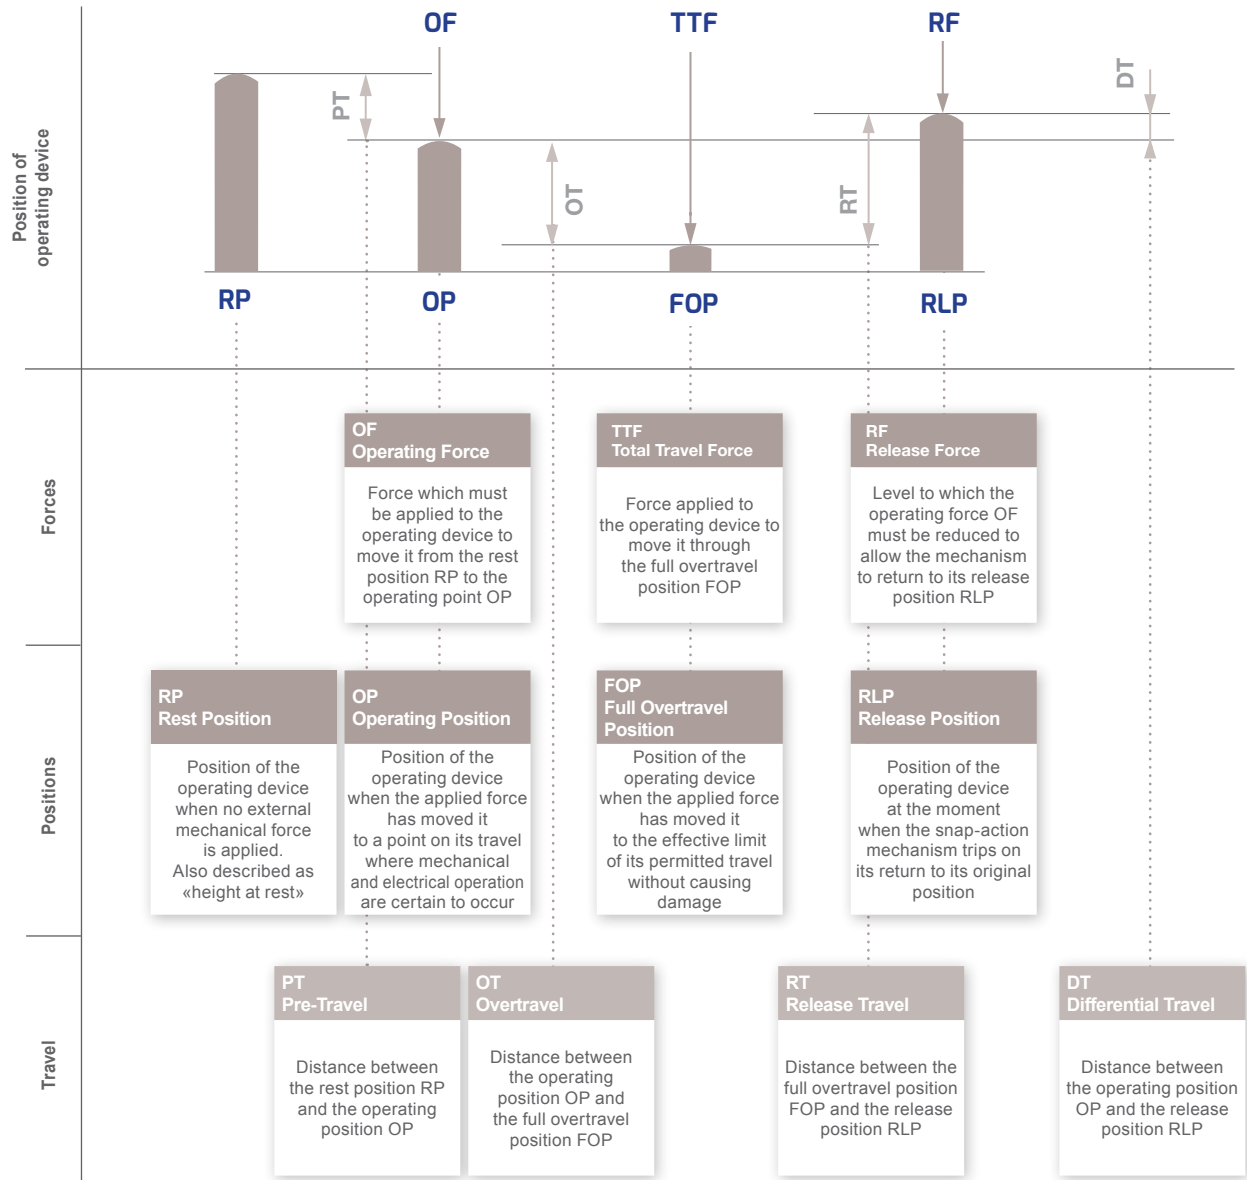 OF
TTF
RF
PT
OT
RT
DT
Position of
operating device
RP
OP
FOP
RLP
Forces
OF
Operating Force
Force which must
be applied to the
operating device to
move it from the rest
position RP to the
operating point OP
TTF
Total Travel Force
Force applied to
the operating device to
move it through
the full overtravel
position FOP
RF
Release Force
Level to which the
operating force OF
must be reduced to
allow the mechanism
to return to its release
position RLP
Positions
RP
Rest Position
Position of the
operating device
when no external
mechanical force
is applied.
Also described as
«height at rest»
OP
Operating Position
Position of the
operating device
when the applied force
has moved it
to a point on its travel
where mechanical
and electrical operation
are certain to occur
FOP
Full Overtravel
Position
Position of the
operating device
when the applied force
has moved it
to the effective limit
of its permitted travel
without causing
damage
RLP
Release Position
Position of the
operating device
at the moment
when the snap-action
mechanism trips on
its return to its original
position
Travel
PT
Pre-Travel
Distance between
the rest position RP
and the operating
position OP
OT
Overtravel
Distance between
the operating
position OP and
the full overtravel
position FOP
RT
Release Travel
Distance between the
full overtravel position
FOP and the release
position RLP
DT
Differential Travel
Distance between
the operating position
OP and the release
position RLP